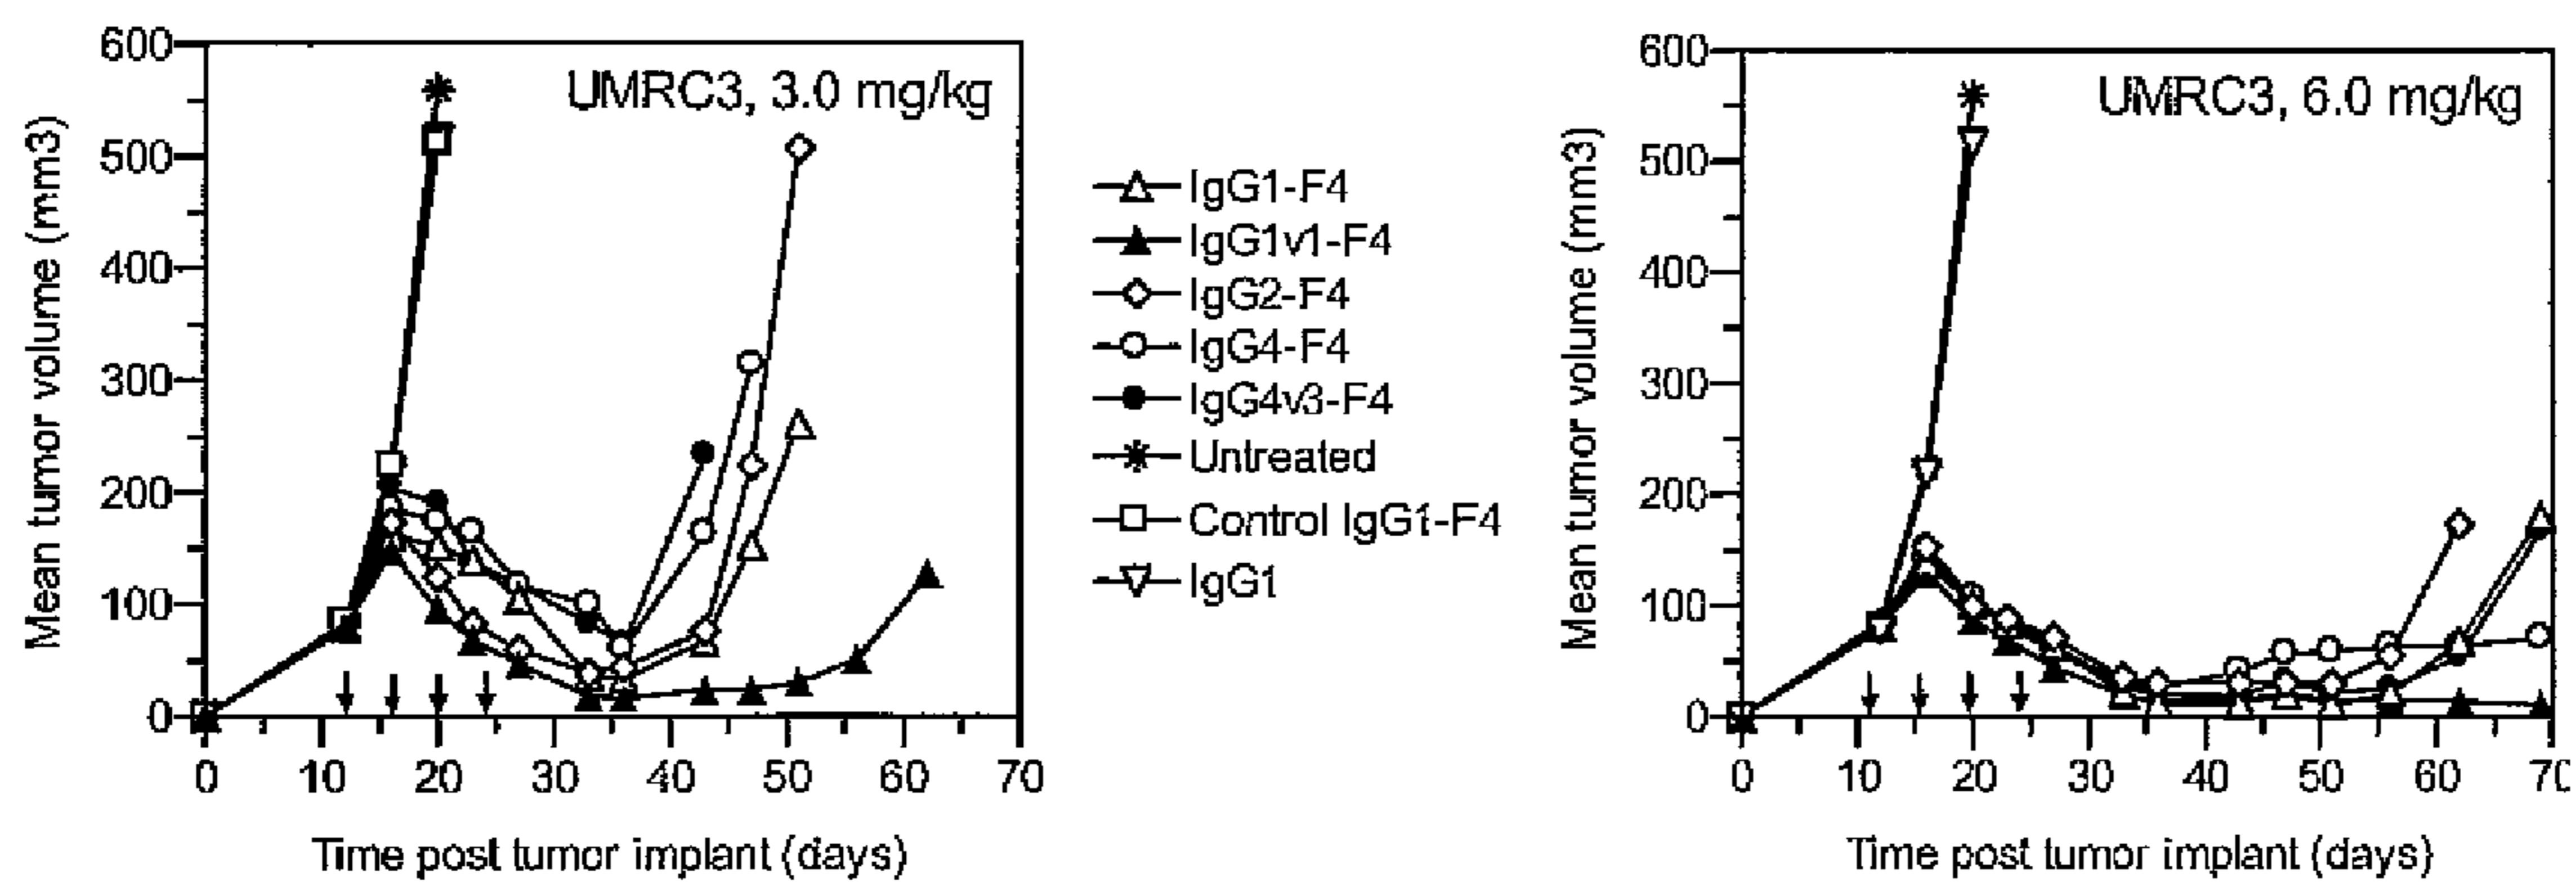 600
500
400
300
200
100
0
Mean tumor volume (mm3)
UMRC3, 3.0 mg/kg
0 10 20 30 40 50 60 70
Time post tumor implant (days)
IgG1-F4
IgG1v1-F4
IgG2-F4
IgG4-F4
IgG4v3-F4
Untreated
Control IgG1-F4
IgG1
600
500
400
300
200
100
0
Mean tumor volume (mm3)
UMRC3, 6.0 mg/kg
0 10 20 30 40 50 60 70
Time post tumor implant (days)